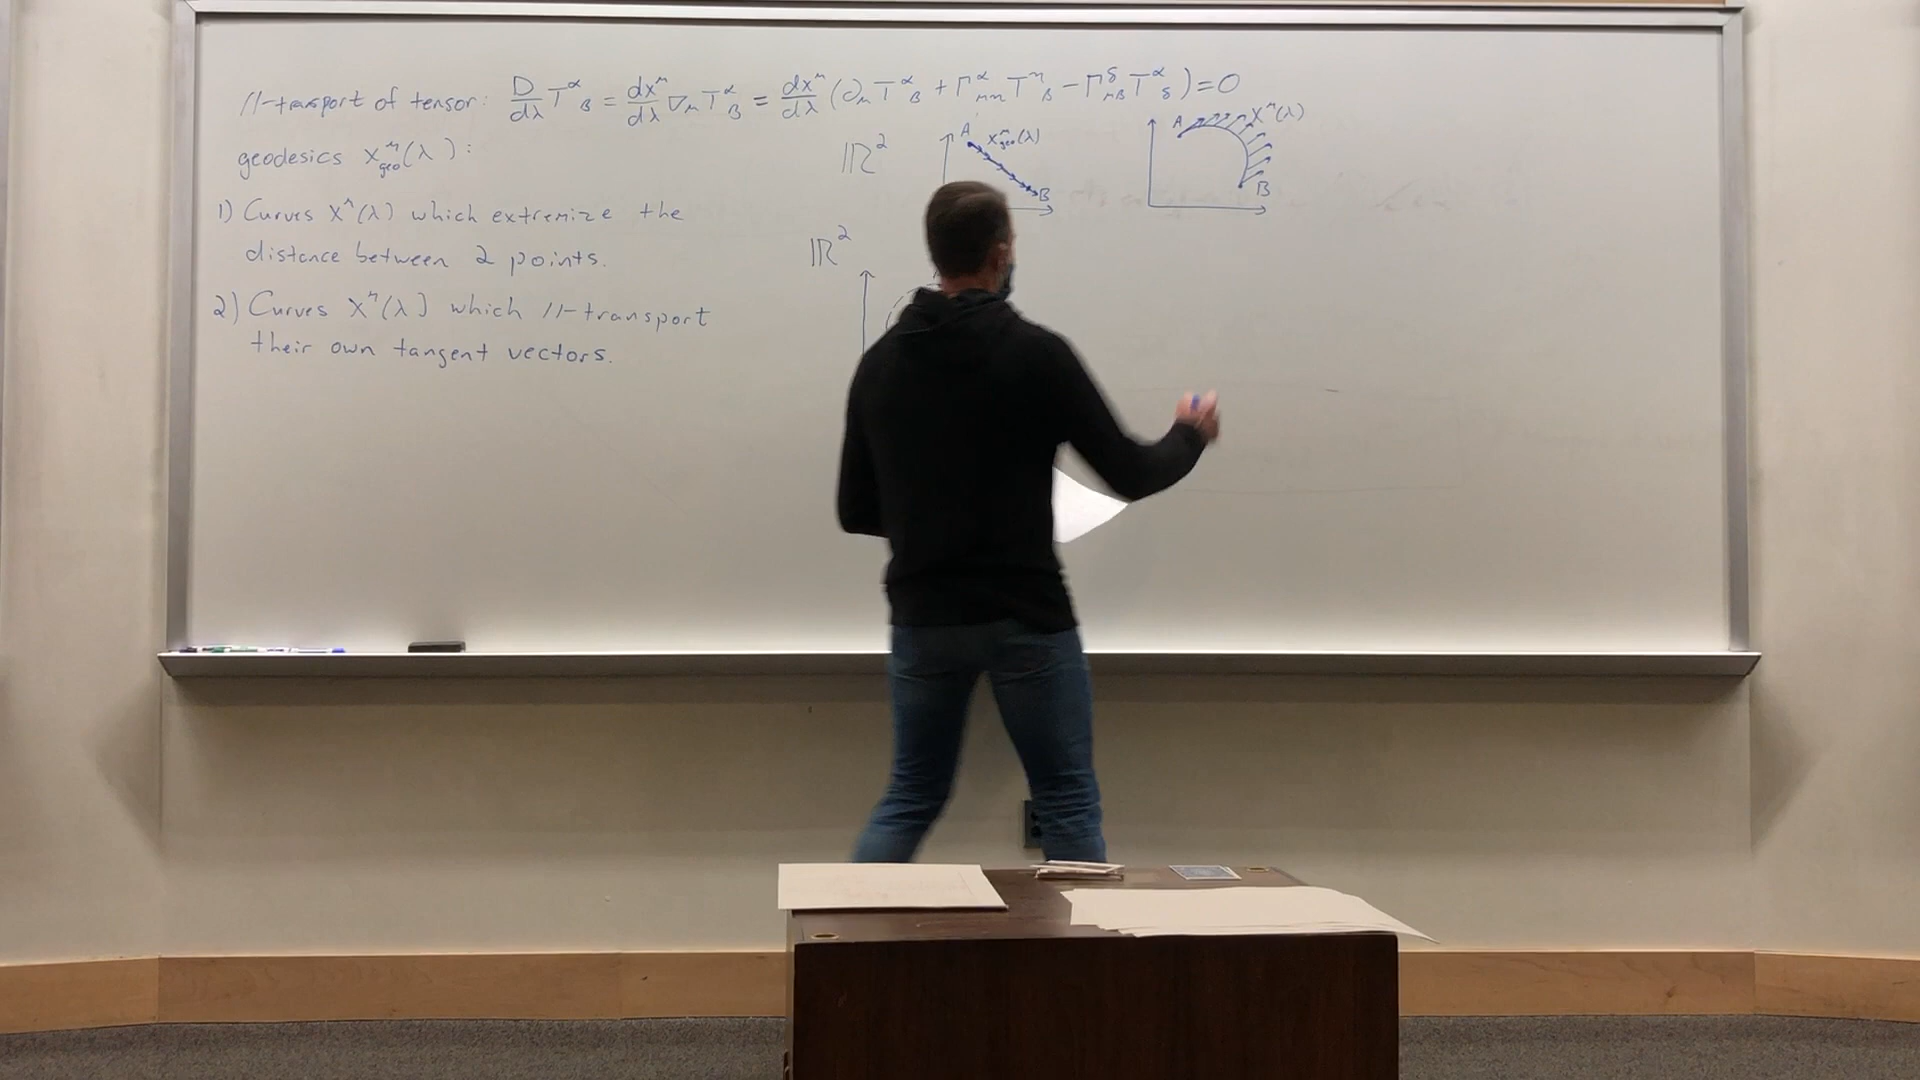 //-transport of tensor: D/dλ T^α_β = dx^μ/dλ ∇_μ T^α_β = dx^μ/dλ (∂_μ T^α_β + Γ^α_μη T^η_β − Γ^δ_μβ T^α_δ) = 0
geodesics x^μ_geo(λ):
1) Curves x^μ(λ) which extremize the
distance between 2 points.
2) Curves x^μ(λ) which //-transport
their own tangent vectors.
ℝ²
A
x^μ_geo(λ)
B
A
x^μ(λ)
B
ℝ²